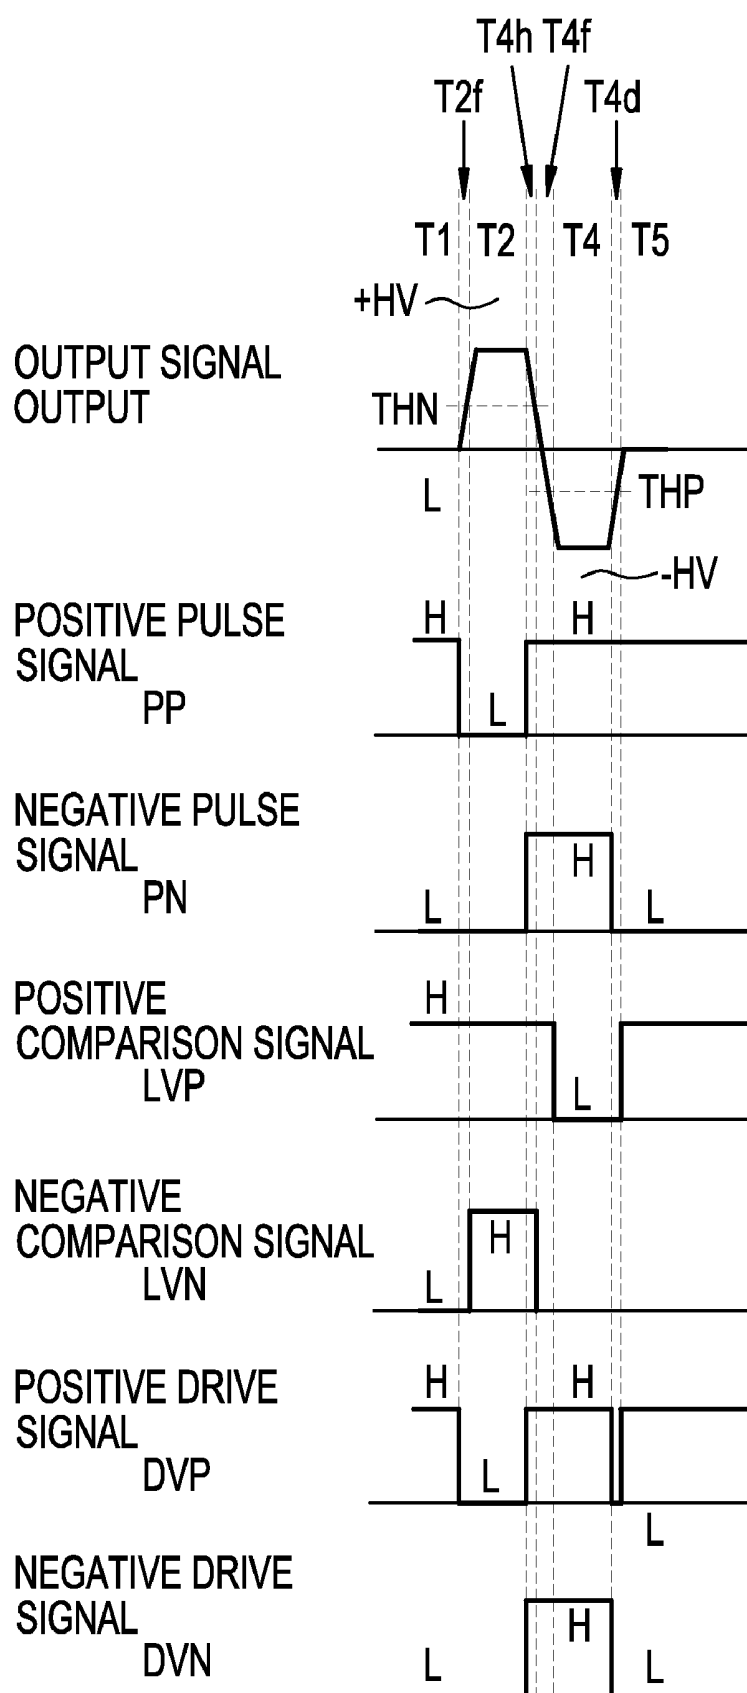 T4h T4f
T2f T4d
T1 T2 T4 T5
+HV
OUTPUT SIGNAL
OUTPUT
THN
L
THP
-HV
POSITIVE PULSE
SIGNAL
PP
H
H
L
NEGATIVE PULSE
SIGNAL
PN
H
L
L
POSITIVE
COMPARISON SIGNAL
LVP
H
L
NEGATIVE
COMPARISON SIGNAL
LVN
H
L
POSITIVE DRIVE
SIGNAL
DVP
H
H
L
L
NEGATIVE DRIVE
SIGNAL
DVN
H
L
L